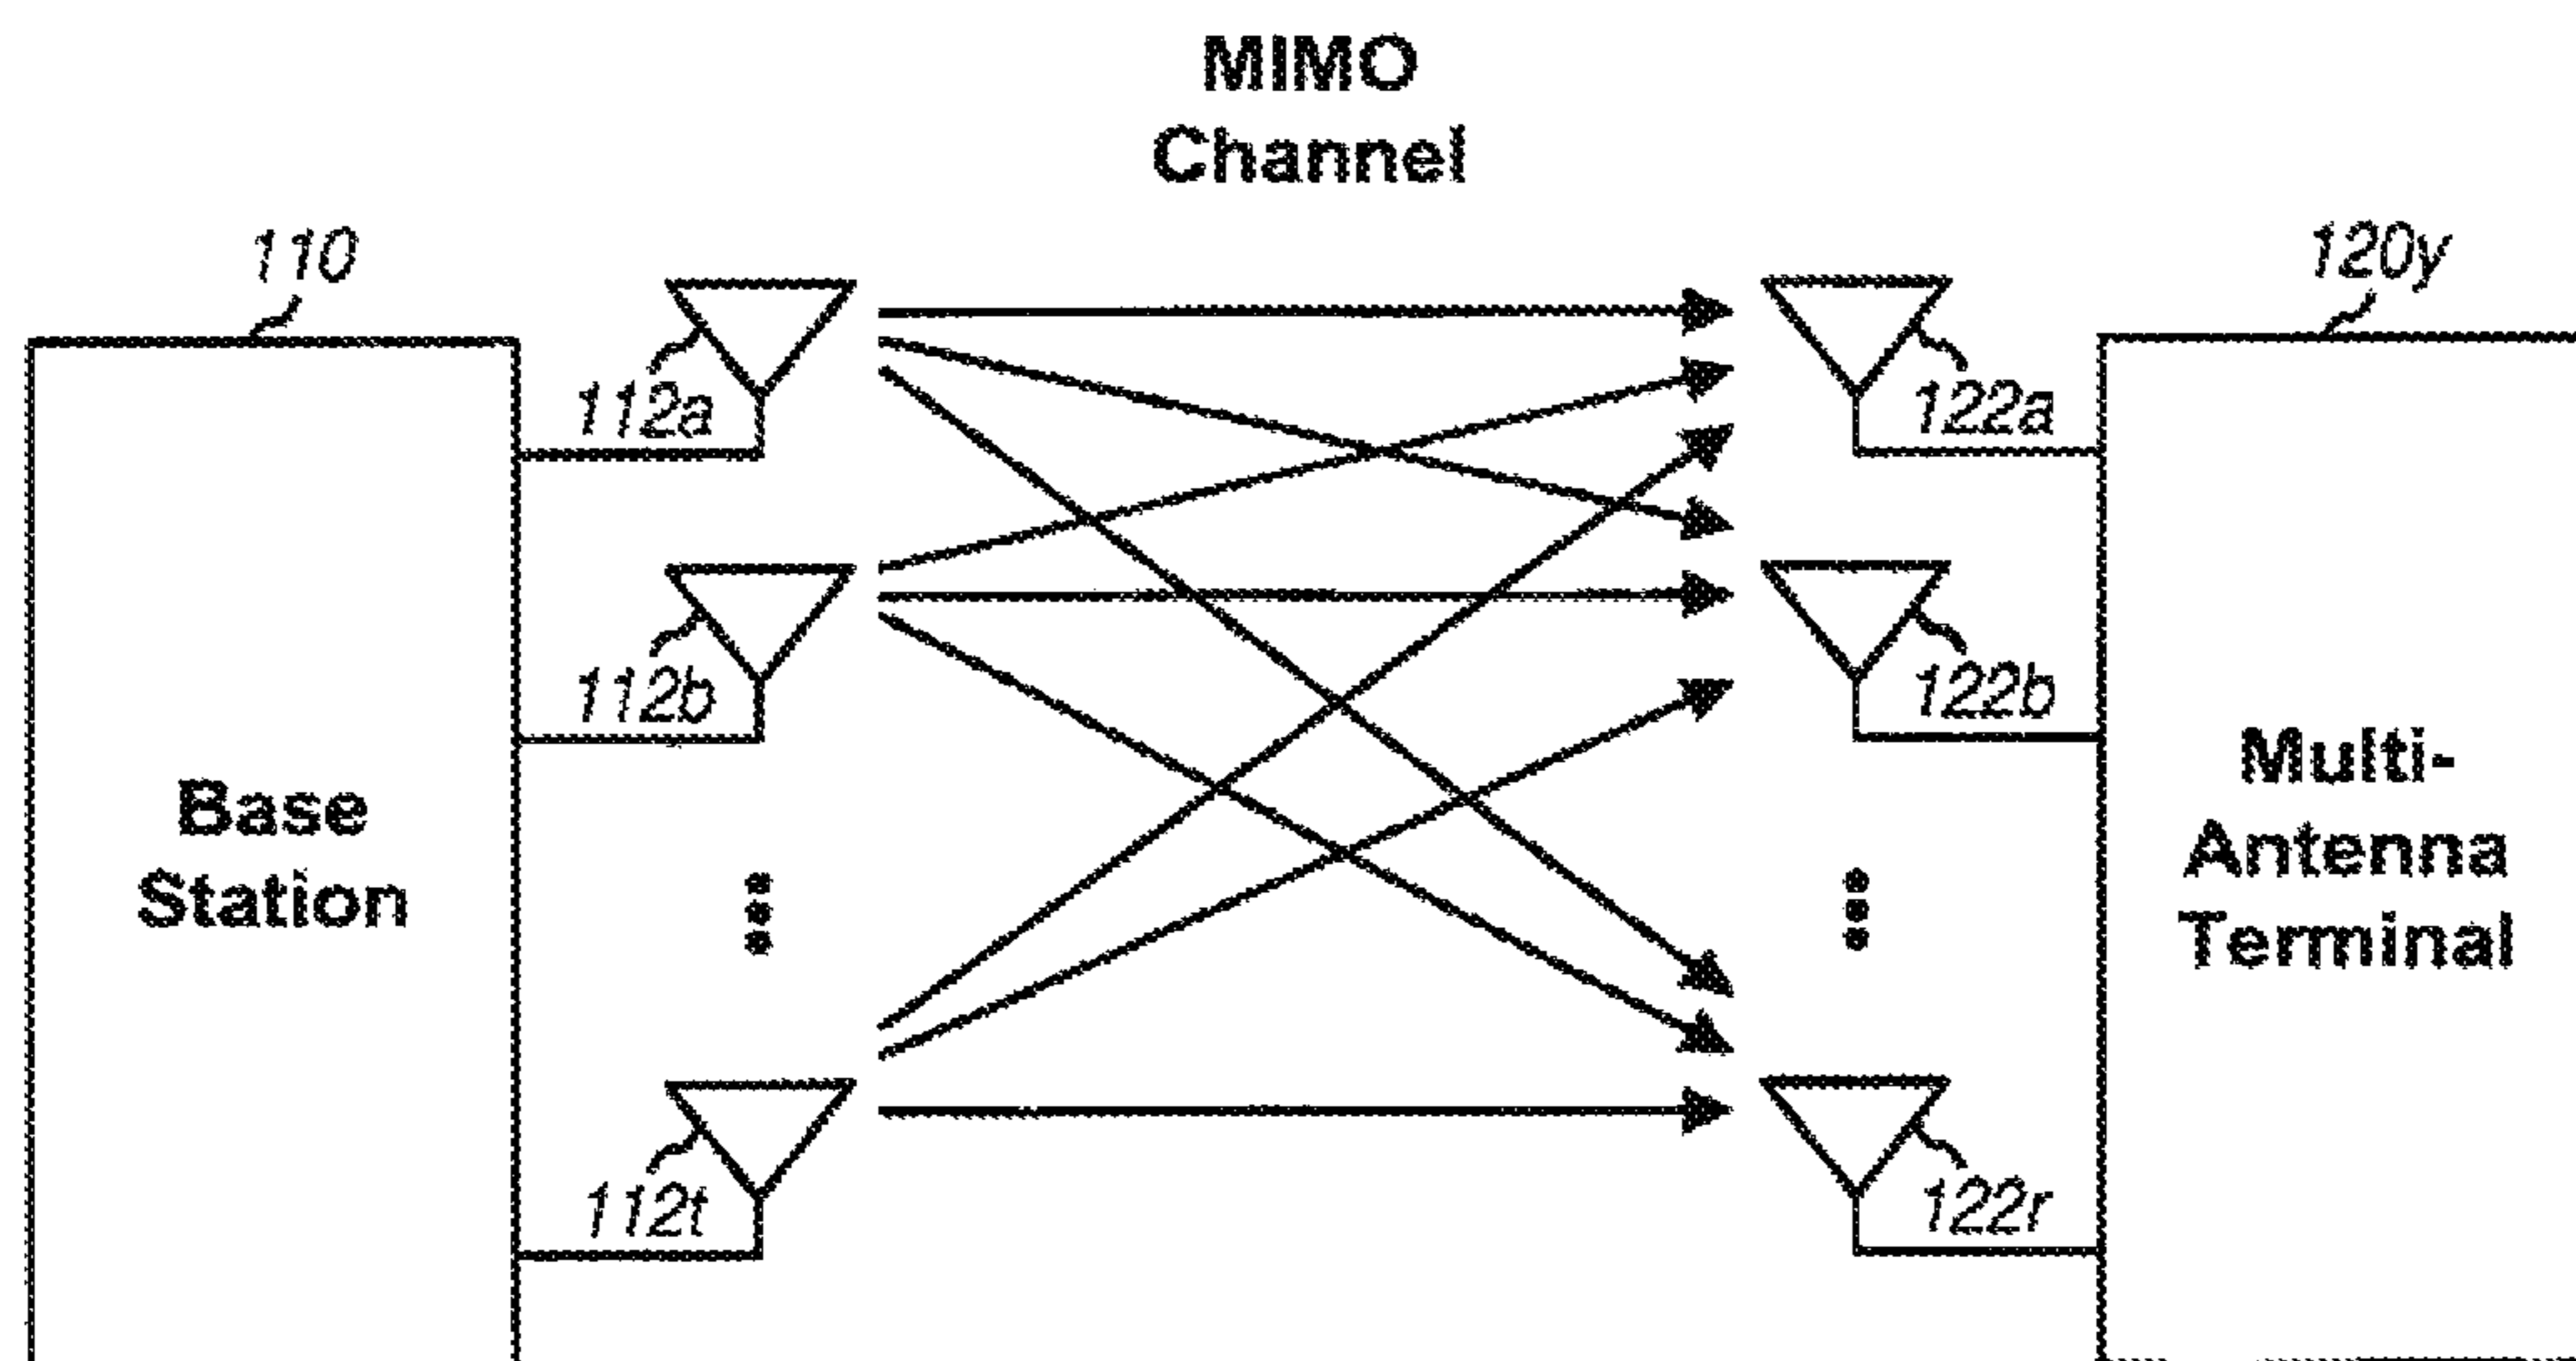 MIMO
Channel
110
120y
112a
122a
112b
122b
Base
Station
Multi-
Antenna
Terminal
112t
122r